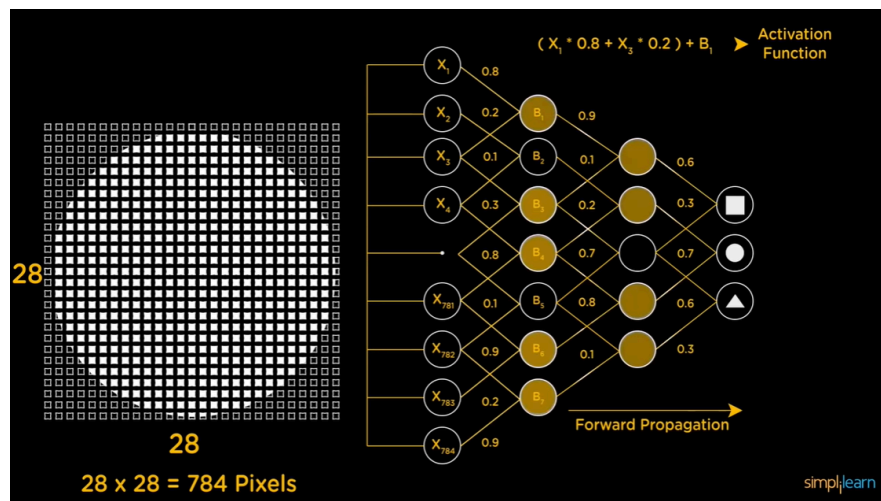 ( X₁ * 0.8 + X₃ * 0.2 ) + B₁
Activation
Function
X₁
0.8
X₂
0.2
B₁
0.9
X₃
0.1
B₂
0.1
0.6
X₄
0.3
B₃
0.2
0.3
28
0.8
B₄
0.7
0.7
X₇₈₁
0.1
B₅
0.8
0.6
X₇₈₂
0.9
B₆
0.1
0.3
X₇₈₃
0.2
B₇
Forward Propagation
X₇₈₄
0.9
28
28 x 28 = 784 Pixels
simplilearn